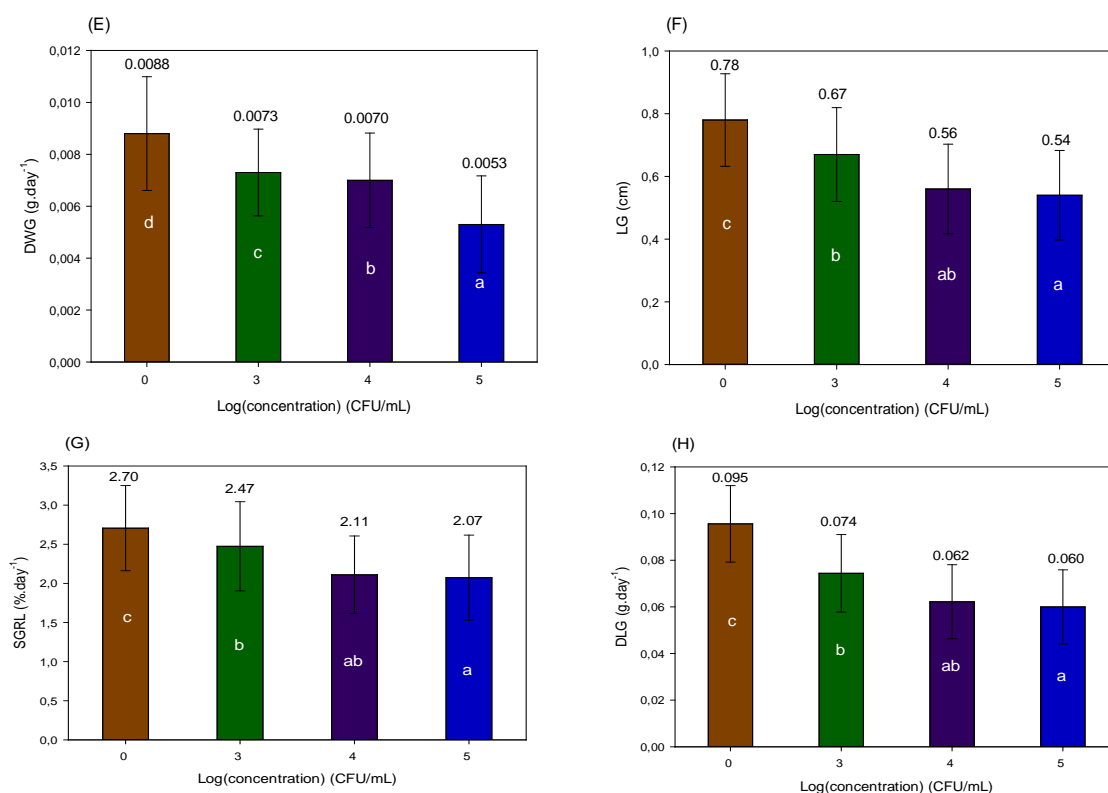 (E)
0,012
0,010
0,008
0,006
0,004
0,002
0,000
DWG (g.day-1)
0.0088
0.0073
0.0070
0.0053
d
c
b
a
0 3 4 5
Log(concentration) (CFU/mL)
(F)
1,0
0,8
0,6
0,4
0,2
0,0
LG (cm)
0.78
0.67
0.56
0.54
c
b
ab
a
0 3 4 5
Log(concentration) (CFU/mL)
(G)
3,5
3,0
2,5
2,0
1,5
1,0
0,5
0,0
SGRL (%.day-1)
2.70
2.47
2.11
2.07
c
b
ab
a
0 3 4 5
Log(concentration) (CFU/mL)
(H)
0,12
0,10
0,08
0,06
0,04
0,02
0,00
DLG (g.day-1)
0.095
0.074
0.062
0.060
c
b
ab
a
0 3 4 5
Log(concentration) (CFU/mL)